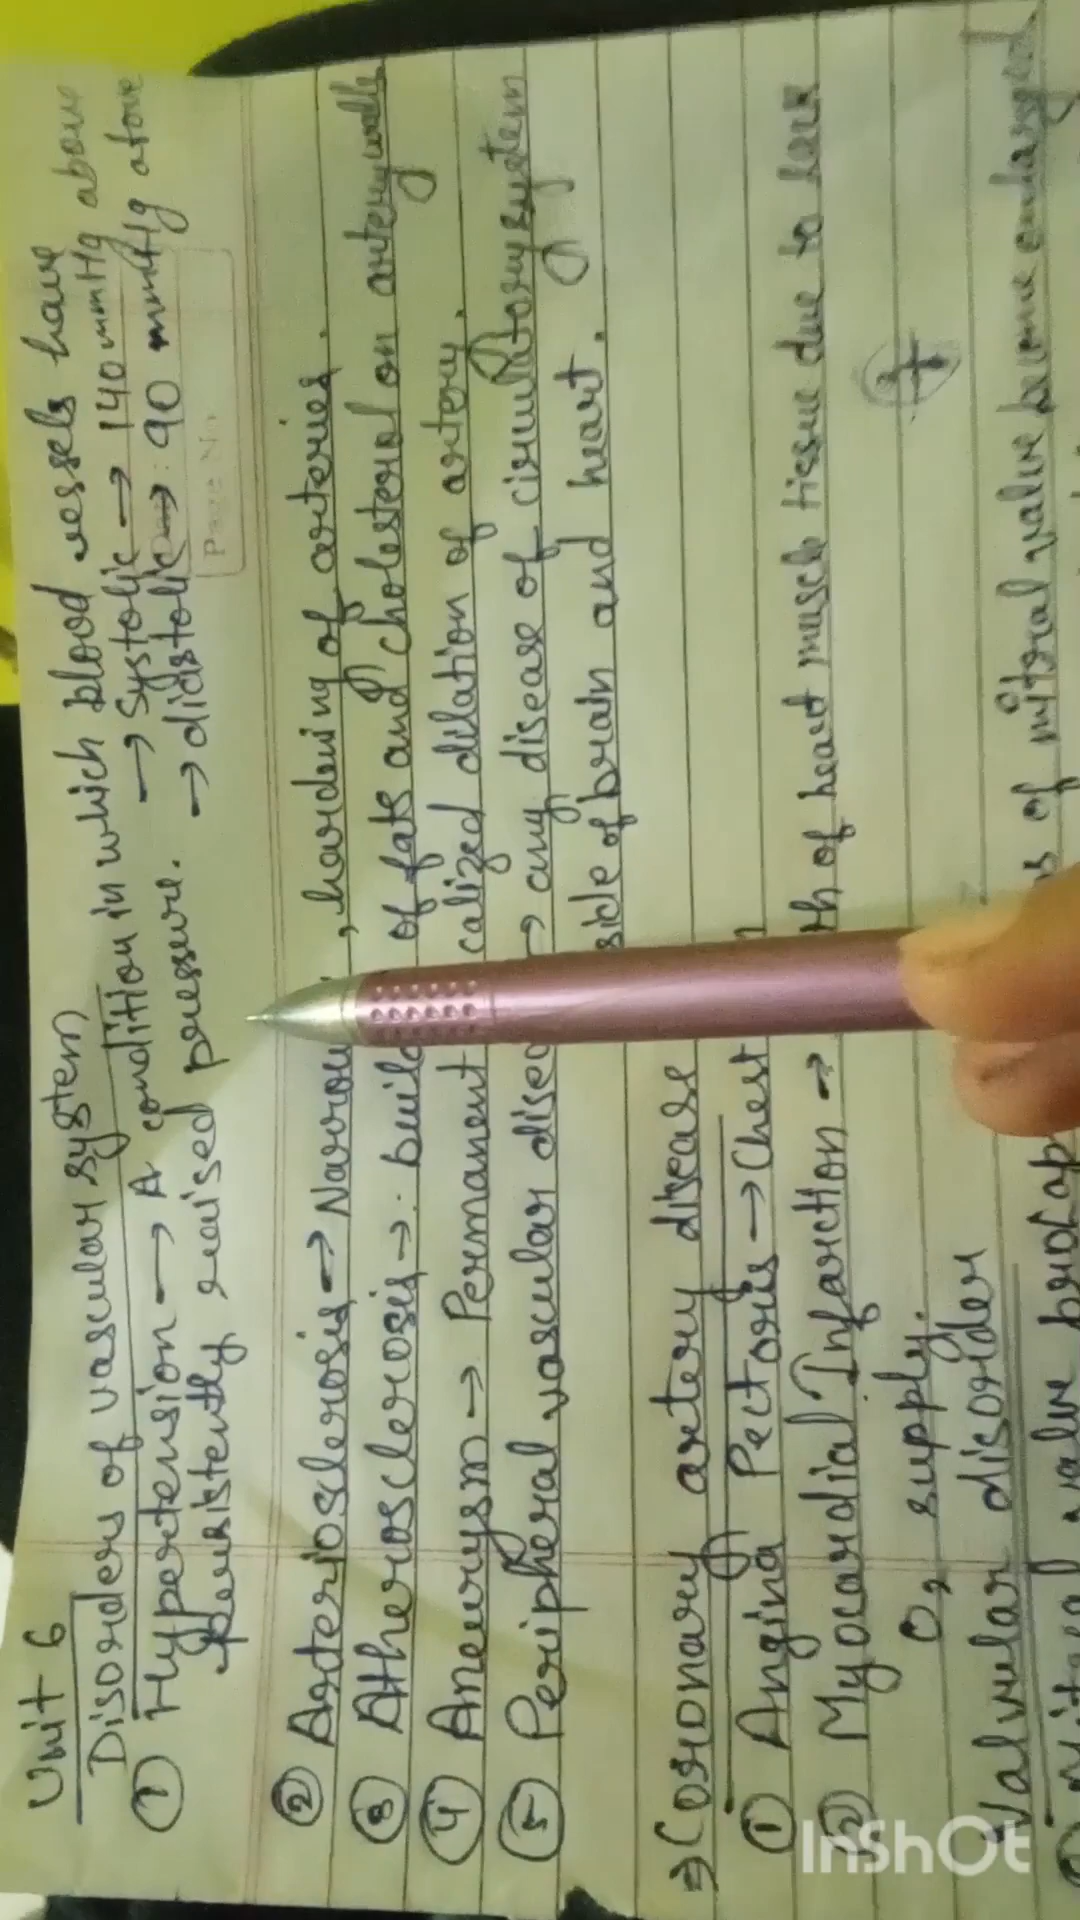 Unit 6
Disorders of vascular system
① Hypertension → A condition in which blood vessels have
persistently raised pressure. → Systolic → 140 mmHg above
→ diastolic → 90 mmHg above
Page No.
② Arteriosclerosis → Narrow , hardening of arteries.
③ Atherosclerosis → build of fats and cholesterol on artery walls
④ Aneurysm → Permanent calized dilation of artery.
⑤ Peripheral vascular disea → any disease of circulatory system
side of brain and heart.
⇒ Coronary artery disease
① Angina Pectoris → Chest
② Myocardial Infarction → th of heart muscle tissue due to
O2 supply.
Valvular disorder
valve of mitral valve become enlarged
InShOt